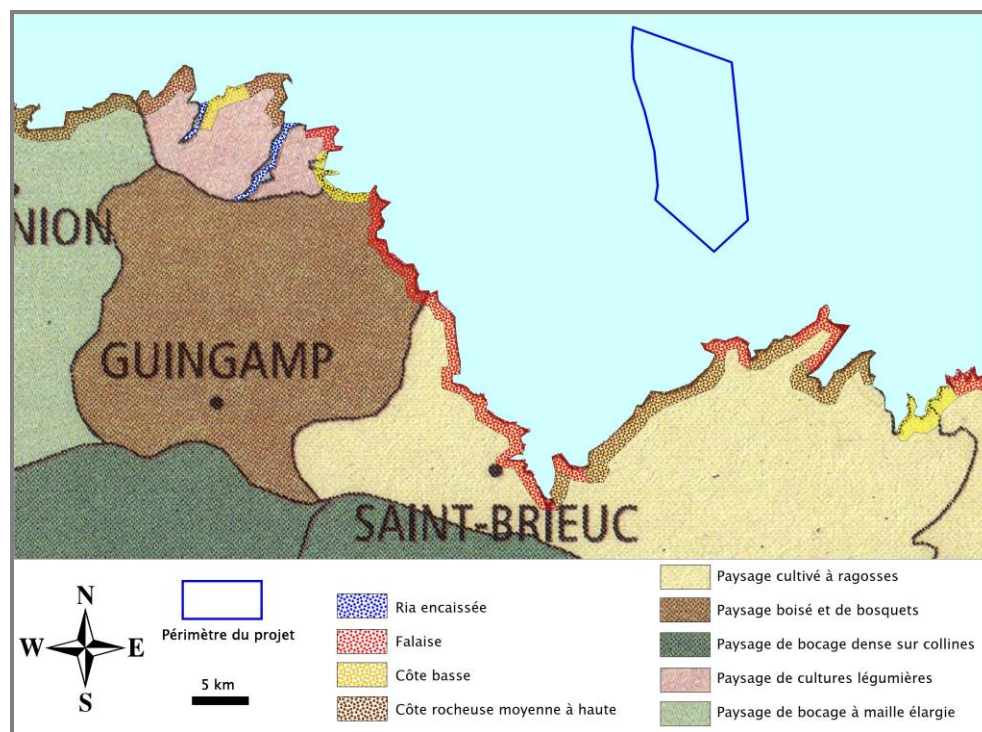 NION
GUINGAMP
SAINT-BRIEUC
N
W
E
S
Périmètre du projet
5 km
Ria encaissée
Falaise
Côte basse
Côte rocheuse moyenne à haute
Paysage cultivé à ragosses
Paysage boisé et de bosquets
Paysage de bocage dense sur collines
Paysage de cultures légumières
Paysage de bocage à maille élargie